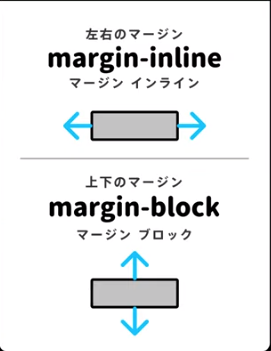 左右のマージン
margin-inline
マージン インライン
上下のマージン
margin-block
マージン ブロック